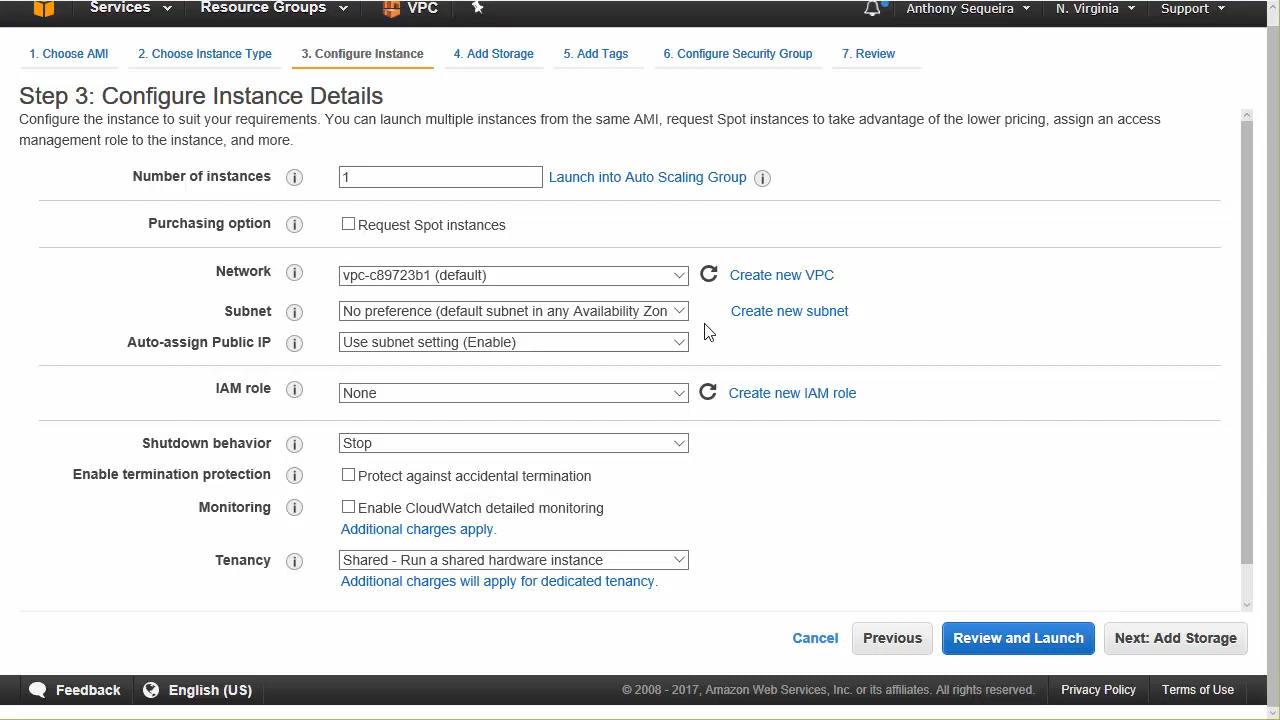 Services Resource Groups VPC Anthony Sequeira N. Virginia Support
1. Choose AMI 2. Choose Instance Type 3. Configure Instance 4. Add Storage 5. Add Tags 6. Configure Security Group 7. Review
Step 3: Configure Instance Details
Configure the instance to suit your requirements. You can launch multiple instances from the same AMI, request Spot instances to take advantage of the lower pricing, assign an access
management role to the instance, and more.
Number of instances 1 Launch into Auto Scaling Group
Purchasing option Request Spot instances
Network vpc-c89723b1 (default) Create new VPC
Subnet No preference (default subnet in any Availability Zon Create new subnet
Auto-assign Public IP Use subnet setting (Enable)
IAM role None Create new IAM role
Shutdown behavior Stop
Enable termination protection Protect against accidental termination
Monitoring Enable CloudWatch detailed monitoring
Additional charges apply.
Tenancy Shared - Run a shared hardware instance
Additional charges will apply for dedicated tenancy.
Cancel Previous Review and Launch Next: Add Storage
Feedback English (US) © 2008 - 2017, Amazon Web Services, Inc. or its affiliates. All rights reserved. Privacy Policy Terms of Use